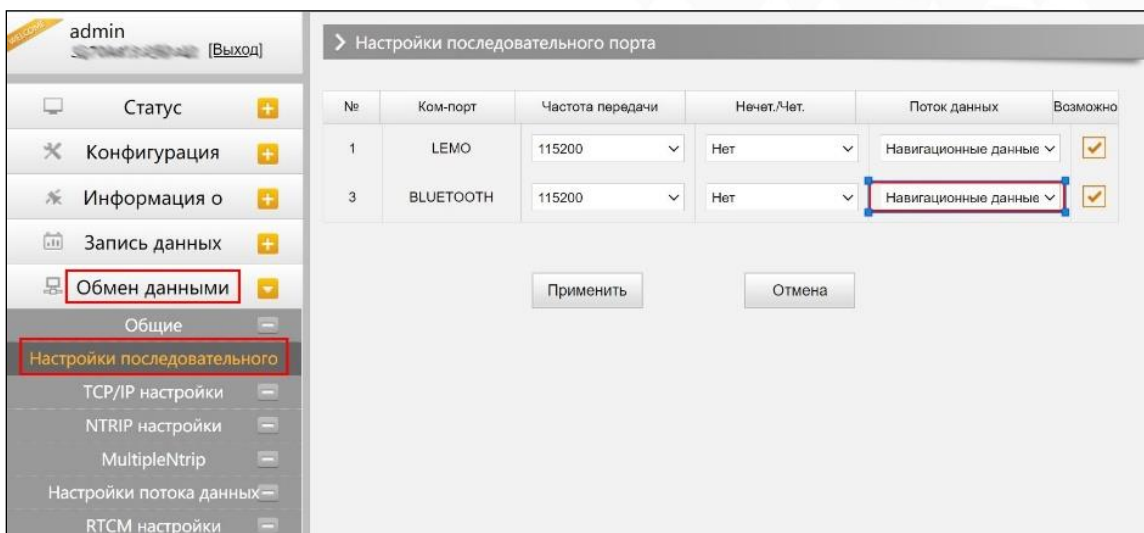 WELCOME
admin
[Выход]
Статус
Конфигурация
Информация о
Запись данных
Обмен данными
Общие
Настройки последовательного
TCP/IP настройки
NTRIP настройки
MultipleNtrip
Настройки потока данных
RTCM настройки
Настройки последовательного порта
№ Ком-порт Частота передачи Нечет./Чет. Поток данных Возможно
1 LEMO 115200 Нет Навигационные данные
3 BLUETOOTH 115200 Нет Навигационные данные
Применить Отмена